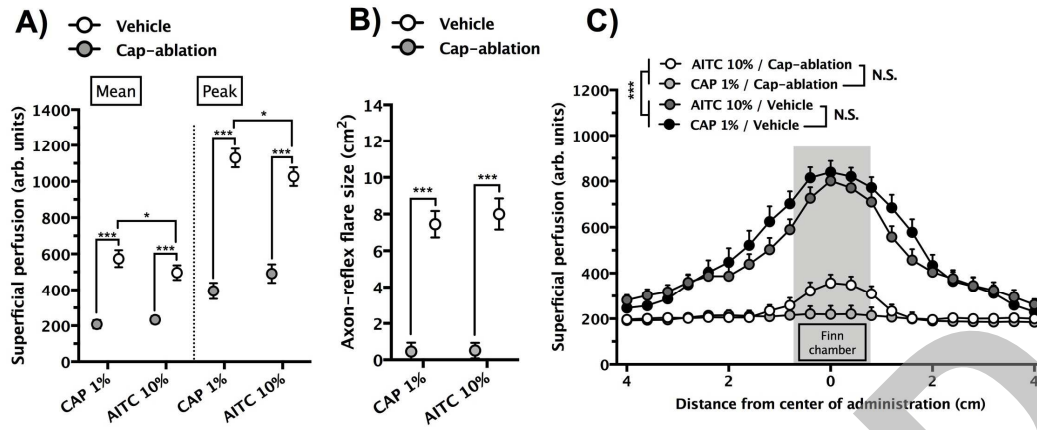 A)
Vehicle
Cap-ablation
Mean
Peak
Superficial perfusion (arb. units)
1400
1200
1000
800
600
400
200
0
***
*
***
***
*
***
CAP 1%
AITC 10%
CAP 1%
AITC 10%
B)
Vehicle
Cap-ablation
Axon-reflex flare size (cm²)
14
12
10
8
6
4
2
0
***
***
CAP 1%
AITC 10%
C)
AITC 10% / Cap-ablation
CAP 1% / Cap-ablation
N.S.
***
AITC 10% / Vehicle
CAP 1% / Vehicle
N.S.
Superficial perfusion (arb. units)
1200
1000
800
600
400
200
0
Finn
chamber
4 2 0 2 4
Distance from center of administration (cm)